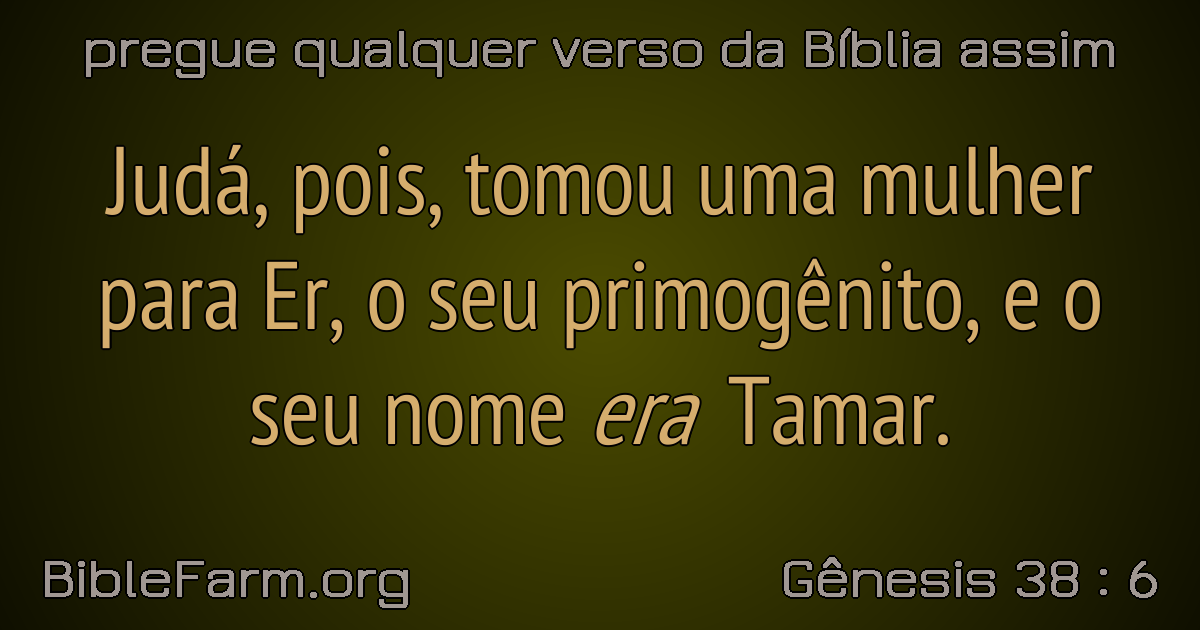 pregue qualquer verso da Bíblia assim
Judá, pois, tomou uma mulher
para Er, o seu primogênito, e o
seu nome era Tamar.
BibleFarm.org
Gênesis 38 : 6